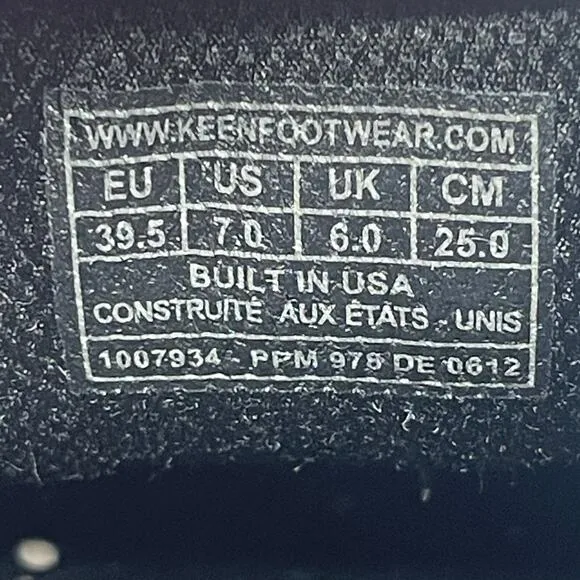 WWW.KEENFOOTWEAR.COM
EU US UK CM
39.5 7.0 6.0 25.0
BUILT IN USA
CONSTRUITÉ AUX ÉTATS - UNIS
1007934 - PPM 978 DE 0612